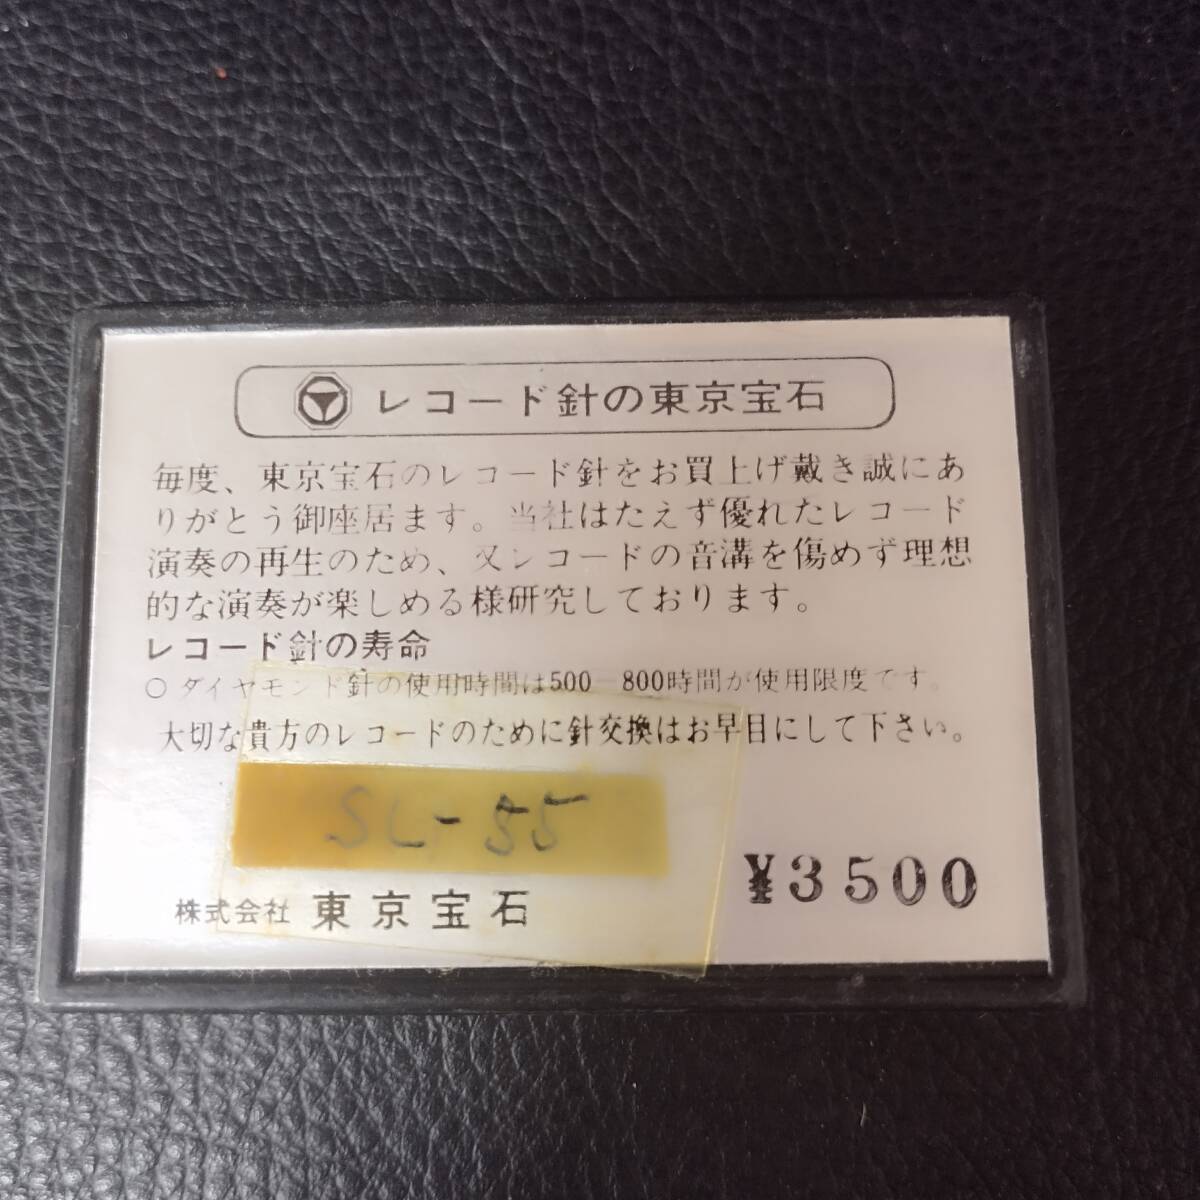 レコード針の東京宝石
毎度、東京宝石のレコード針をお買上げ戴き誠にあ
りがとう御座居ます。当社はたえず優れたレコード
演奏の再生のため、又レコードの音溝を傷めず理想
的な演奏が楽しめる様研究しております。
レコード針の寿命
○ ダイヤモンド針の使用時間は500—800時間が使用限度です。
大切な貴方のレコードのために針交換はお早目にして下さい。
SL-55
¥3500
株式会社 東京宝石